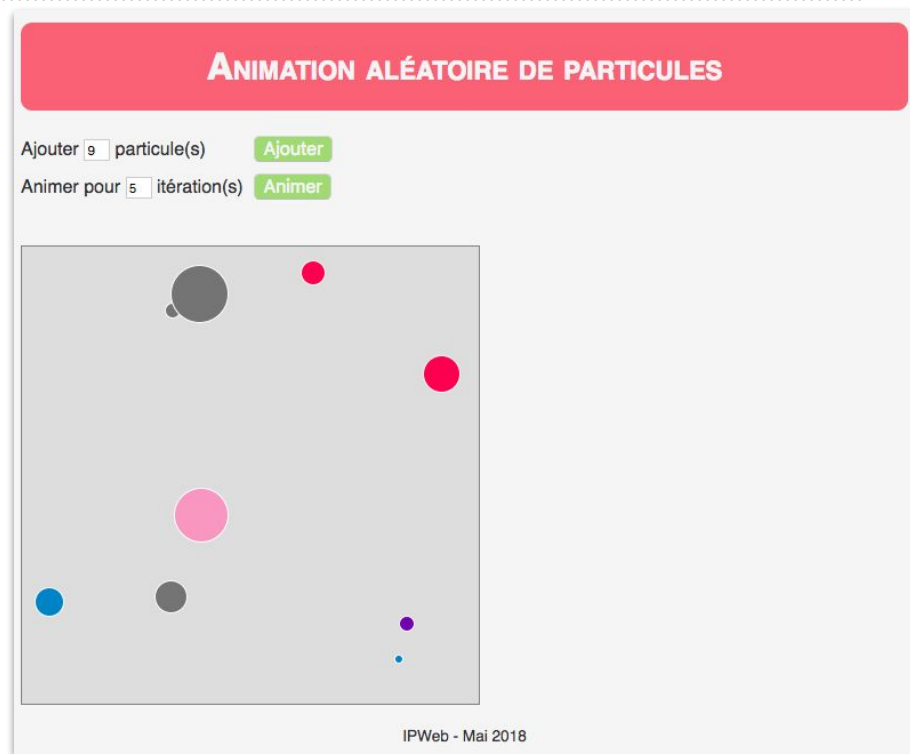 ANIMATION ALÉATOIRE DE PARTICULES
Ajouter 9 particule(s) Ajouter
Animer pour 5 itération(s) Animer
IPWeb - Mai 2018